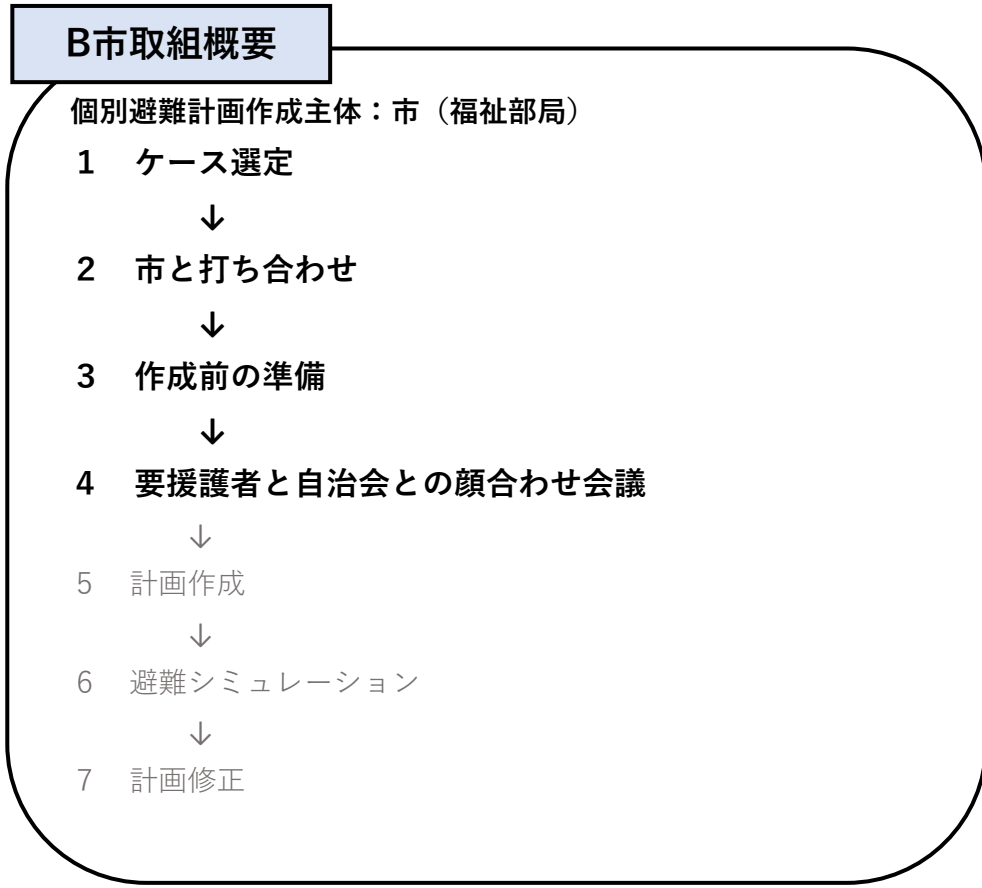 B市取組概要
個別避難計画作成主体：市（福祉部局）
1 ケース選定
↓
2 市と打ち合わせ
↓
3 作成前の準備
↓
4 要援護者と自治会との顔合わせ会議
↓
5 計画作成
↓
6 避難シミュレーション
↓
7 計画修正